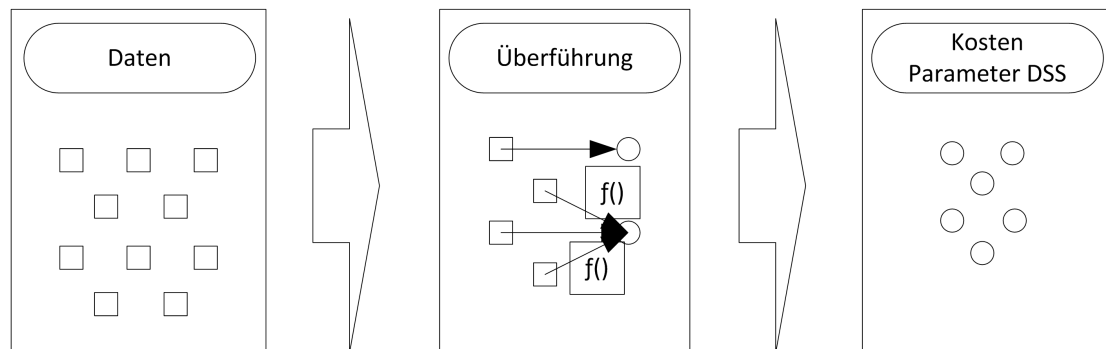 Daten
Überführung
Kosten
Parameter DSS
ƒ()
ƒ()